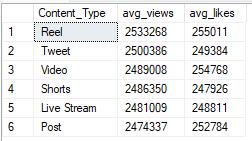 Content_Type avg_views avg_likes
1 Reel 2533268 255011
2 Tweet 2500386 249384
3 Video 2489008 254768
4 Shorts 2486350 247926
5 Live Stream 2481009 248811
6 Post 2474337 252784